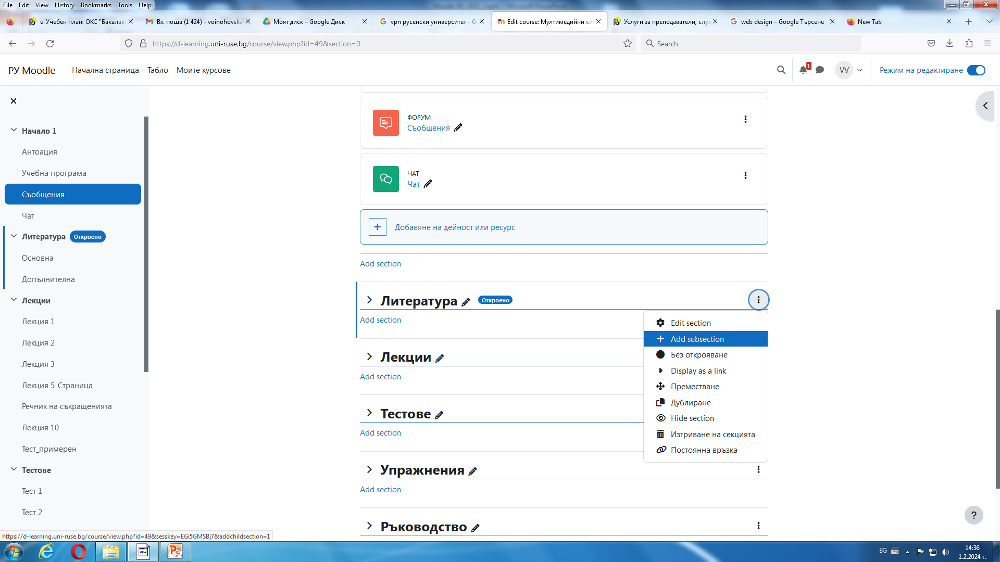 File Edit View History Bookmarks Tools Help
е-Учебен план: ОКС "Бакалав
Вх. поща (1 424) - voinohovska
Моят диск – Google Диск
vpn русенски университет - Go
Edit course: Мултимедийни си
Услуги за преподаватели, служ
web design – Google Търсене
New Tab
https://d-learning.uni-ruse.bg/course/view.php?id=49&section=0
Search
РУ Moodle
Начална страница
Табло
Моите курсове
1
VV
Режим на редактиране
Начало 1
Антоация
Учебна програма
Съобщения
Чат
Литература Откроено
Основна
Допълнителна
Лекции
Лекция 1
Лекция 2
Лекция 3
Лекция 5_Страница
Речник на съкращенията
Лекция 10
Тест_примерен
Тестове
Тест 1
Тест 2
ФОРУМ
Съобщения
ЧАТ
Чат
Добавяне на дейност или ресурс
Add section
Литература Откроено
Add section
Лекции
Add section
Тестове
Add section
Упражнения
Add section
Ръководство
Edit section
Add subsection
Без открояване
Display as a link
Преместване
Дублиране
Hide section
Изтриване на секцията
Постоянна връзка
?
https://d-learning.uni-ruse.bg/course/view.php?id=49&sesskey=EGi5GMSBj7&addchildsection=1
BG
14:36
1.2.2024 г.